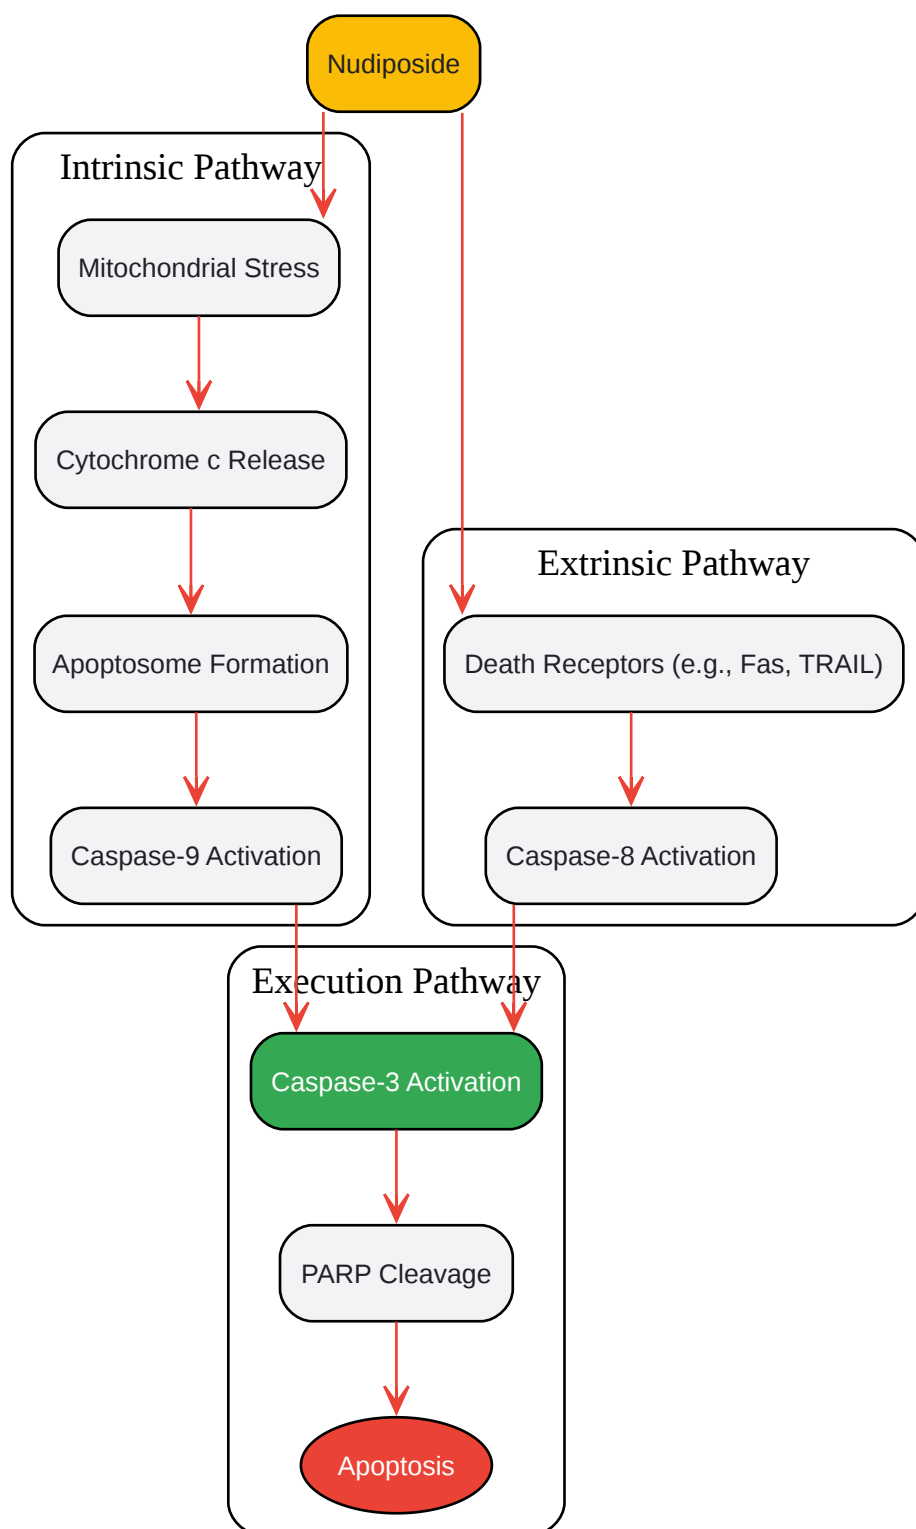 Nudiposide
Intrinsic Pathway
Mitochondrial Stress
Cytochrome c Release
Apoptosome Formation
Caspase-9 Activation
Extrinsic Pathway
Death Receptors (e.g., Fas, TRAIL)
Caspase-8 Activation
Execution Pathway
Caspase-3 Activation
PARP Cleavage
Apoptosis